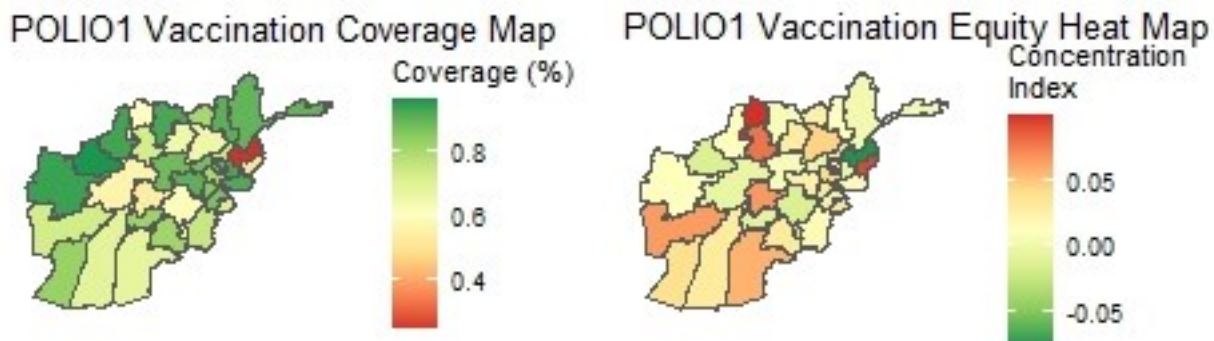 POLIO1 Vaccination Coverage Map
Coverage (%)
0.8
0.6
0.4
POLIO1 Vaccination Equity Heat Map
Concentration
Index
0.05
0.00
-0.05